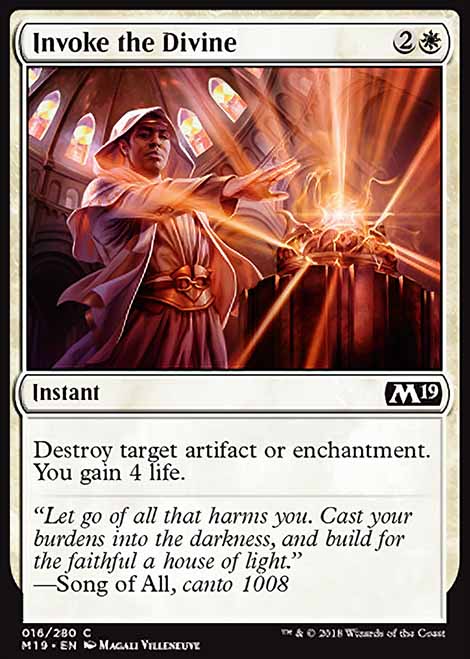 Invoke the Divine 2
Instant M19
Destroy target artifact or enchantment.
You gain 4 life.
“Let go of all that harms you. Cast your
burdens into the darkness, and build for
the faithful a house of light.”
—Song of All, canto 1008
016/280 C
M19 • EN Magali Villeneuve
™ & © 2018 Wizards of the Coast